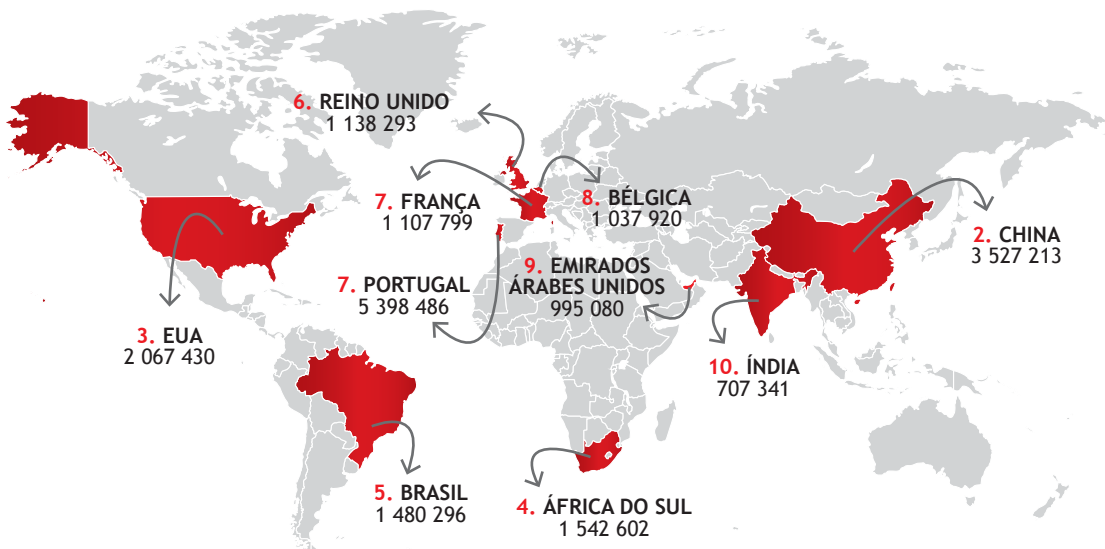 6. REINO UNIDO
1 138 293
7. FRANÇA
1 107 799
8. BÉLGICA
1 037 920
2. CHINA
3 527 213
7. PORTUGAL
5 398 486
9. EMIRADOS
ÁRABES UNIDOS
995 080
3. EUA
2 067 430
10. ÍNDIA
707 341
5. BRASIL
1 480 296
4. ÁFRICA DO SUL
1 542 602